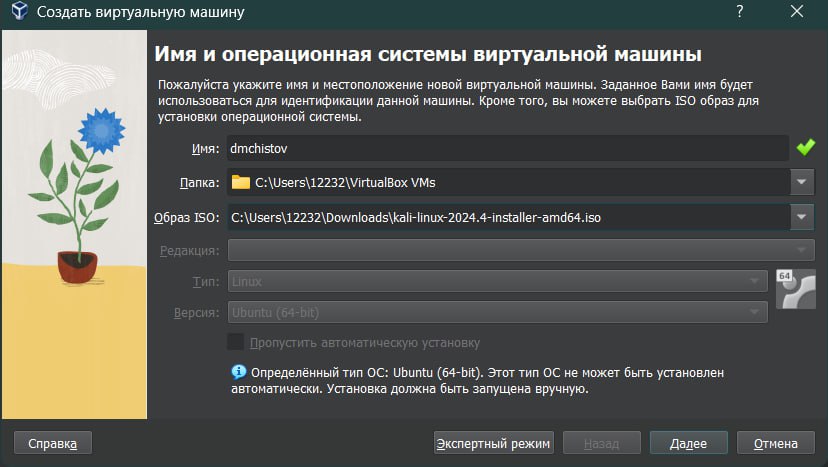 Создать виртуальную машину
?
Имя и операционная системы виртуальной машины
Пожалуйста укажите имя и местоположение новой виртуальной машины. Заданное Вами имя будет
использоваться для идентификации данной машины. Кроме того, вы можете выбрать ISO образ для
установки операционной системы.
Имя: dmchistov
Папка: C:\Users\12232\VirtualBox VMs
Образ ISO: C:\Users\12232\Downloads\kali-linux-2024.4-installer-amd64.iso
Редакция:
Тип: Linux
64
Версия: Ubuntu (64-bit)
Пропустить автоматическую установку
Определённый тип ОС: Ubuntu (64-bit). Этот тип ОС не может быть установлен
автоматически. Установка должна быть запущена вручную.
Справка Экспертный режим Назад Далее Отмена